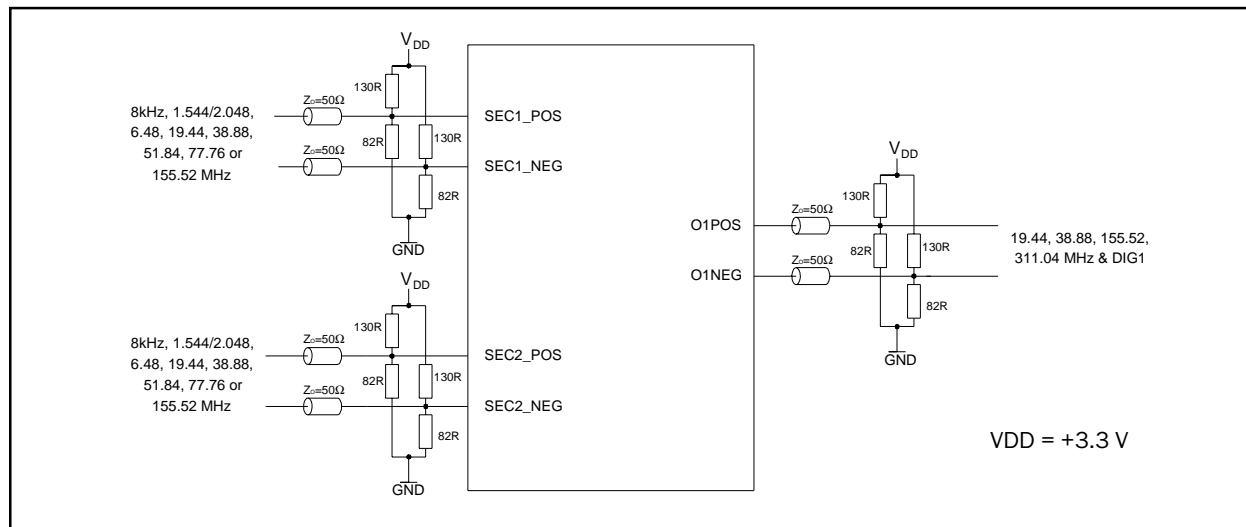 VDD
130R
Z0=50Ω
8kHz, 1.544/2.048,
6.48, 19.44, 38.88,
51.84, 77.76 or
155.52 MHz
SEC1_POS
82R
130R
Z0=50Ω
SEC1_NEG
82R
GND
VDD
130R
Z0=50Ω
8kHz, 1.544/2.048,
6.48, 19.44, 38.88,
51.84, 77.76 or
155.52 MHz
SEC2_POS
82R
130R
Z0=50Ω
SEC2_NEG
82R
GND
VDD
130R
O1POS
Z0=50Ω
82R
130R
19.44, 38.88, 155.52,
311.04 MHz & DIG1
O1NEG
Z0=50Ω
82R
GND
VDD = +3.3 V